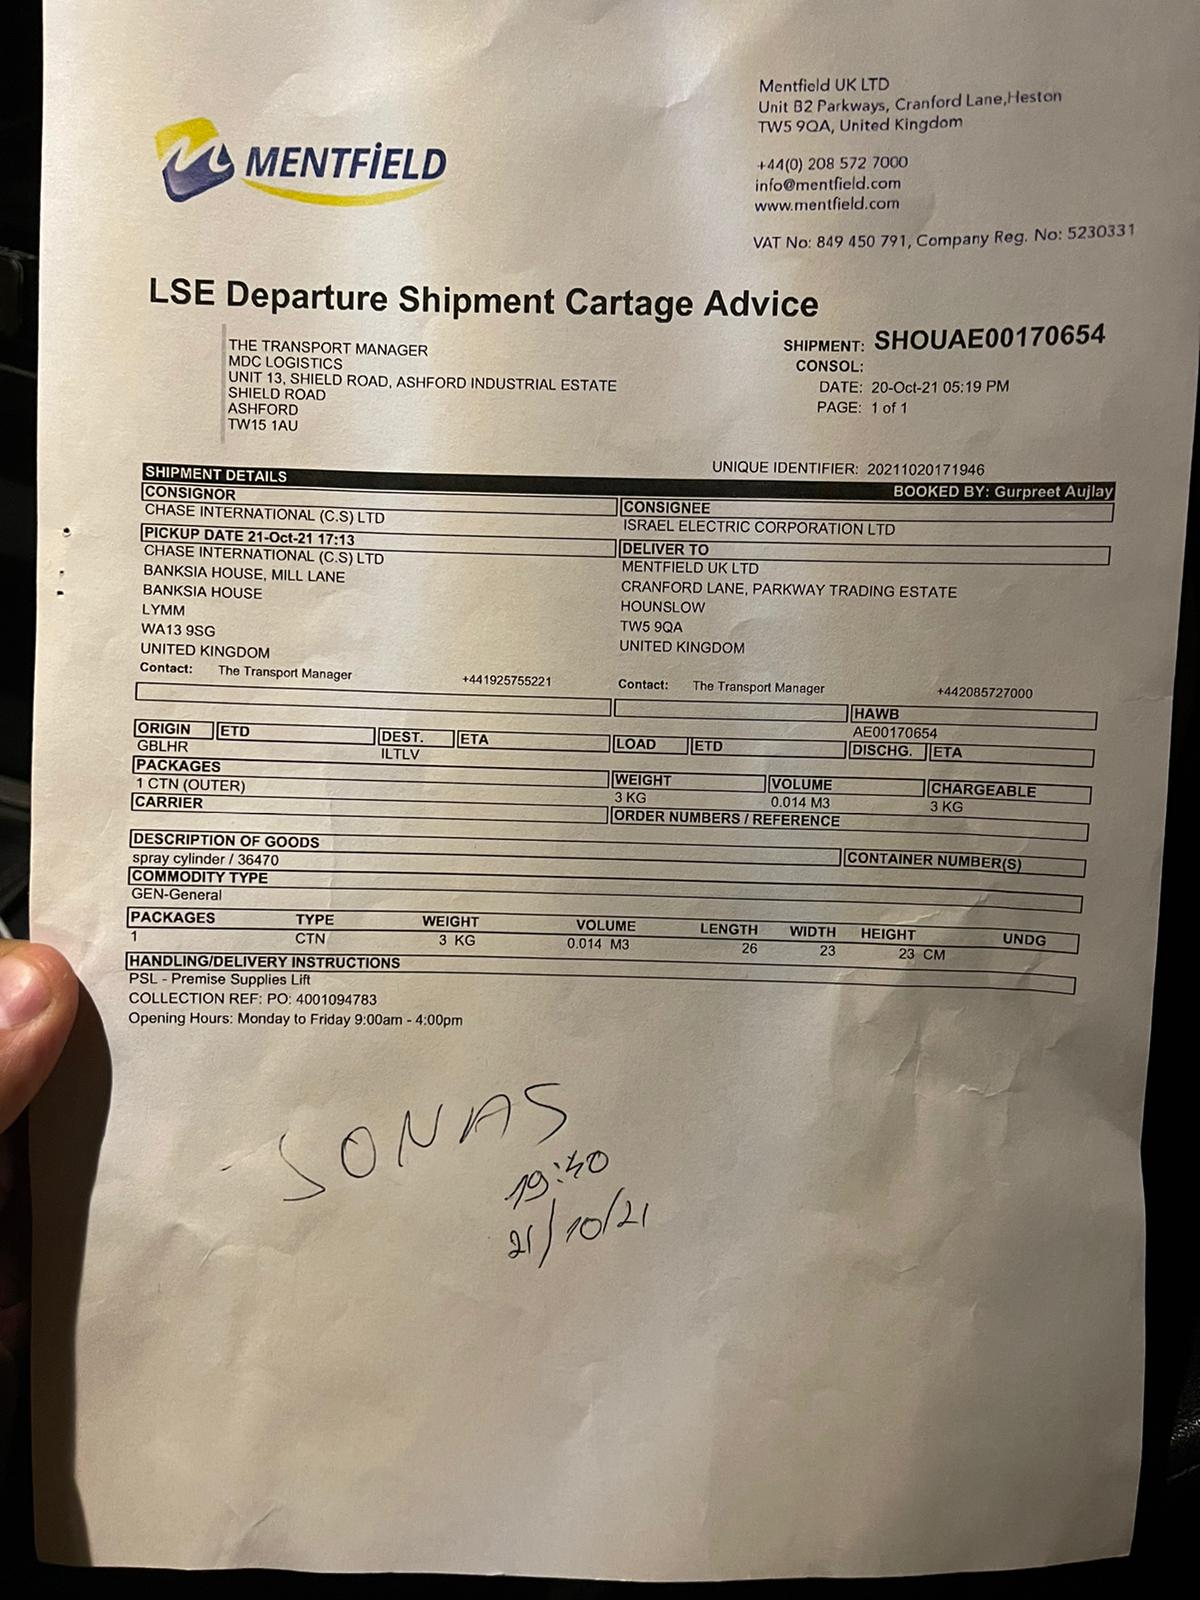 MENTFiELD
Mentfield UK LTD
Unit B2 Parkways, Cranford Lane,Heston
TW5 9QA, United Kingdom
+44(0) 208 572 7000
info@mentfield.com
www.mentfield.com
VAT No: 849 450 791, Company Reg. No: 5230331
LSE Departure Shipment Cartage Advice
THE TRANSPORT MANAGER
MDC LOGISTICS
UNIT 13, SHIELD ROAD, ASHFORD INDUSTRIAL ESTATE
SHIELD ROAD
ASHFORD
TW15 1AU
SHIPMENT: SHOUAE00170654
CONSOL:
DATE: 20-Oct-21 05:19 PM
PAGE: 1 of 1
UNIQUE IDENTIFIER: 20211020171946
SHIPMENT DETAILS BOOKED BY: Gurpreet Aujlay
CONSIGNOR
CHASE INTERNATIONAL (C.S) LTD
PICKUP DATE 21-Oct-21 17:13
CHASE INTERNATIONAL (C.S) LTD
BANKSIA HOUSE, MILL LANE
BANKSIA HOUSE
LYMM
WA13 9SG
UNITED KINGDOM
Contact: The Transport Manager +441925755221
CONSIGNEE
ISRAEL ELECTRIC CORPORATION LTD
DELIVER TO
MENTFIELD UK LTD
CRANFORD LANE, PARKWAY TRADING ESTATE
HOUNSLOW
TW5 9QA
UNITED KINGDOM
Contact: The Transport Manager +442085727000
HAWB
AE00170654
ORIGIN ETD DEST. ETA LOAD ETD DISCHG. ETA
GBLHR ILTLV
PACKAGES WEIGHT VOLUME CHARGEABLE
1 CTN (OUTER) 3 KG 0.014 M3 3 KG
CARRIER ORDER NUMBERS / REFERENCE
DESCRIPTION OF GOODS CONTAINER NUMBER(S)
spray cylinder / 36470
COMMODITY TYPE
GEN-General
PACKAGES TYPE WEIGHT VOLUME LENGTH WIDTH HEIGHT UNDG
1 CTN 3 KG 0.014 M3 26 23 23 CM
HANDLING/DELIVERY INSTRUCTIONS
PSL - Premise Supplies Lift
COLLECTION REF: PO: 4001094783
Opening Hours: Monday to Friday 9:00am - 4:00pm
JONAS
19:40
21/10/21